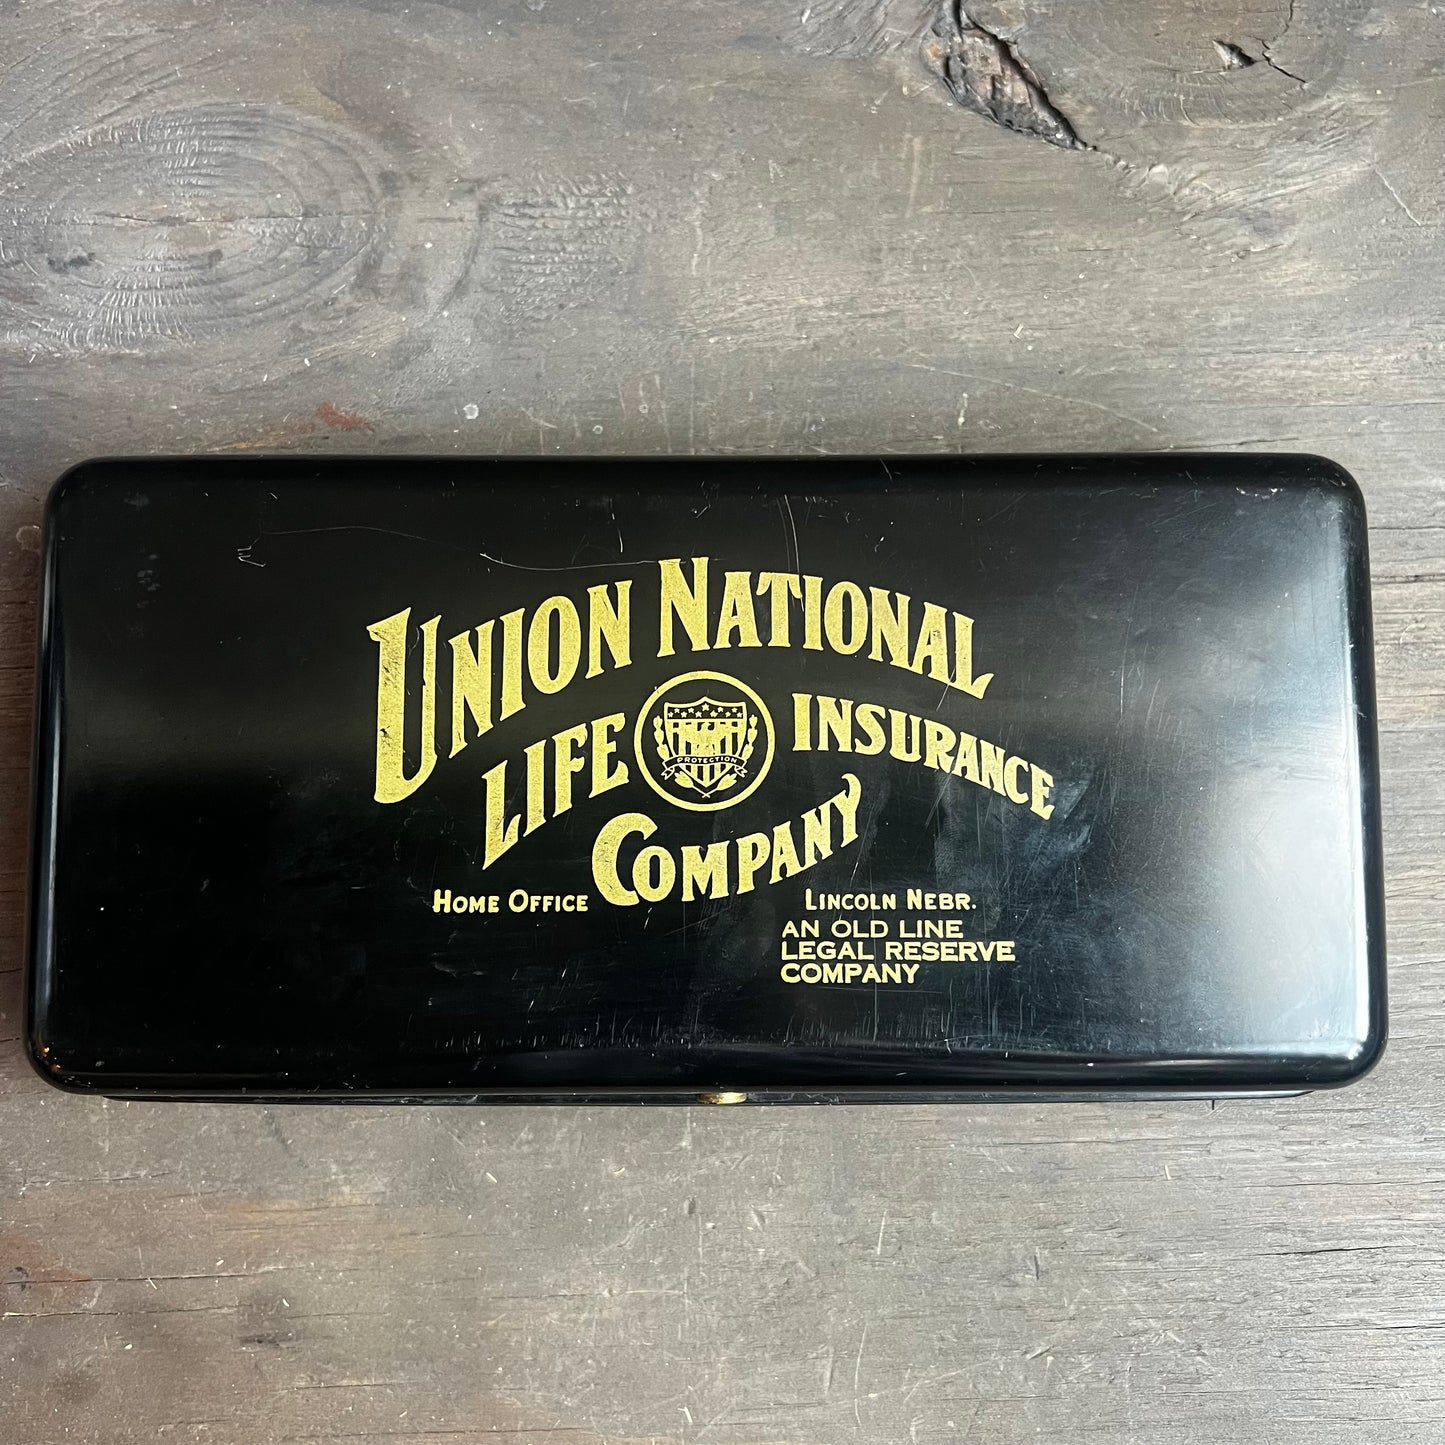 UNION NATIONAL
LIFE INSURANCE
PROTECTION
COMPANY
HOME OFFICE LINCOLN NEBR.
AN OLD LINE
LEGAL RESERVE
COMPANY